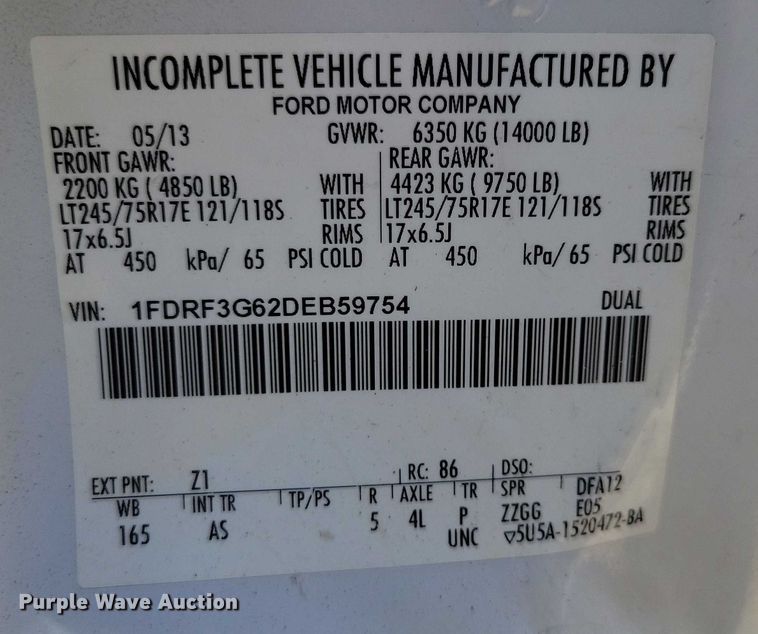 INCOMPLETE VEHICLE MANUFACTURED BY
FORD MOTOR COMPANY
DATE: 05/13 GVWR: 6350 KG (14000 LB)
FRONT GAWR: REAR GAWR:
2200 KG ( 4850 LB) WITH 4423 KG ( 9750 LB) WITH
LT245/75R17E 121/118S TIRES LT245/75R17E 121/118S TIRES
17x6.5J RIMS 17x6.5J RIMS
AT 450 kPa/ 65 PSI COLD AT 450 kPa/ 65 PSI COLD
VIN: 1FDRF3G62DEB59754 DUAL
EXT PNT: Z1 RC: 86 DSO:
WB INT TR TP/PS R AXLE TR SPR DFA12
165 AS 5 4L P ZZGG E05
UNC ▽5U5A-1520472-BA
Purple Wave Auction